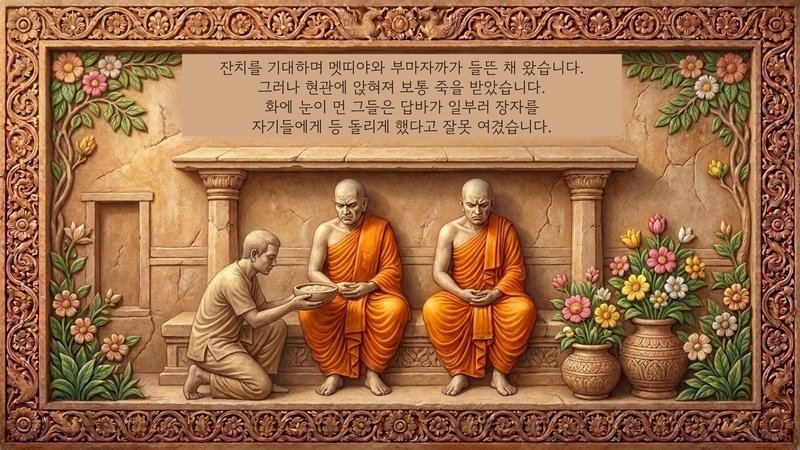 잔치를 기대하며 멧띠야와 부마자까가 들뜬 채 왔습니다.
그러나 현관에 앉혀져 보통 죽을 받았습니다.
화에 눈이 먼 그들은 답바가 일부러 장자를
자기들에게 등 돌리게 했다고 잘못 여겼습니다.